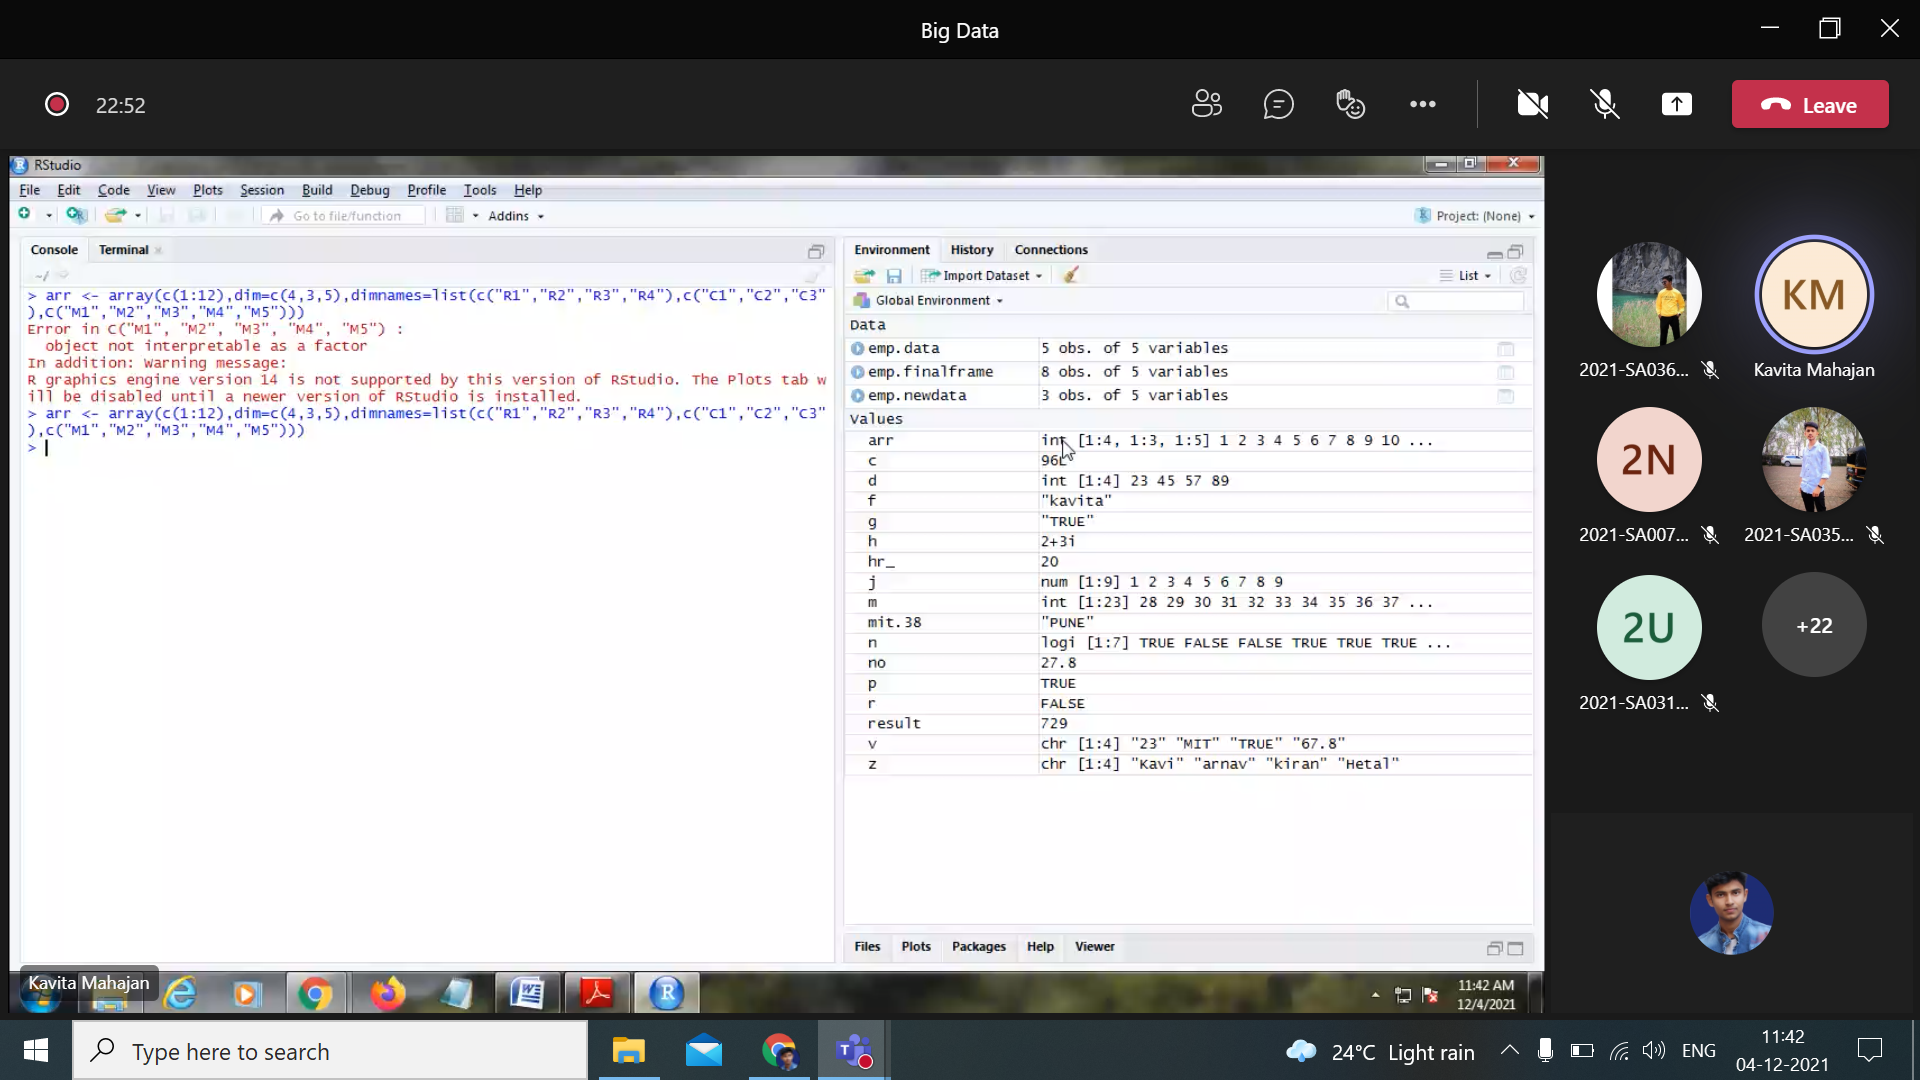 Big Data
22:52
Leave
RStudio
File Edit Code View Plots Session Build Debug Profile Tools Help
Go to file/function
Addins
Project: (None)
Console Terminal
~/
> arr <- array(c(1:12),dim=c(4,3,5),dimnames=list(c("R1","R2","R3","R4"),c("C1","C2","C3"
),C("M1","M2","M3","M4","M5")))
Error in C("M1", "M2", "M3", "M4", "M5") :
object not interpretable as a factor
In addition: Warning message:
R graphics engine version 14 is not supported by this version of RStudio. The Plots tab w
ill be disabled until a newer version of RStudio is installed.
> arr <- array(c(1:12),dim=c(4,3,5),dimnames=list(c("R1","R2","R3","R4"),c("C1","C2","C3"
),c("M1","M2","M3","M4","M5")))
>
Environment History Connections
Import Dataset
List
Global Environment
Data
emp.data 5 obs. of 5 variables
emp.finalframe 8 obs. of 5 variables
emp.newdata 3 obs. of 5 variables
Values
arr int [1:4, 1:3, 1:5] 1 2 3 4 5 6 7 8 9 10 ...
c 96L
d int [1:4] 23 45 57 89
f "kavita"
g "TRUE"
h 2+3i
hr_ 20
j num [1:9] 1 2 3 4 5 6 7 8 9
m int [1:23] 28 29 30 31 32 33 34 35 36 37 ...
mit.38 "PUNE"
n logi [1:7] TRUE FALSE FALSE TRUE TRUE TRUE ...
no 27.8
p TRUE
r FALSE
result 729
v chr [1:4] "23" "MIT" "TRUE" "67.8"
z chr [1:4] "Kavi" "arnav" "kiran" "Hetal"
Files Plots Packages Help Viewer
KM
2021-SA036...
Kavita Mahajan
2N
2021-SA007...
2021-SA035...
2U
+22
2021-SA031...
Kavita Mahajan
11:42 AM
12/4/2021
Type here to search
24°C Light rain
ENG
11:42
04-12-2021